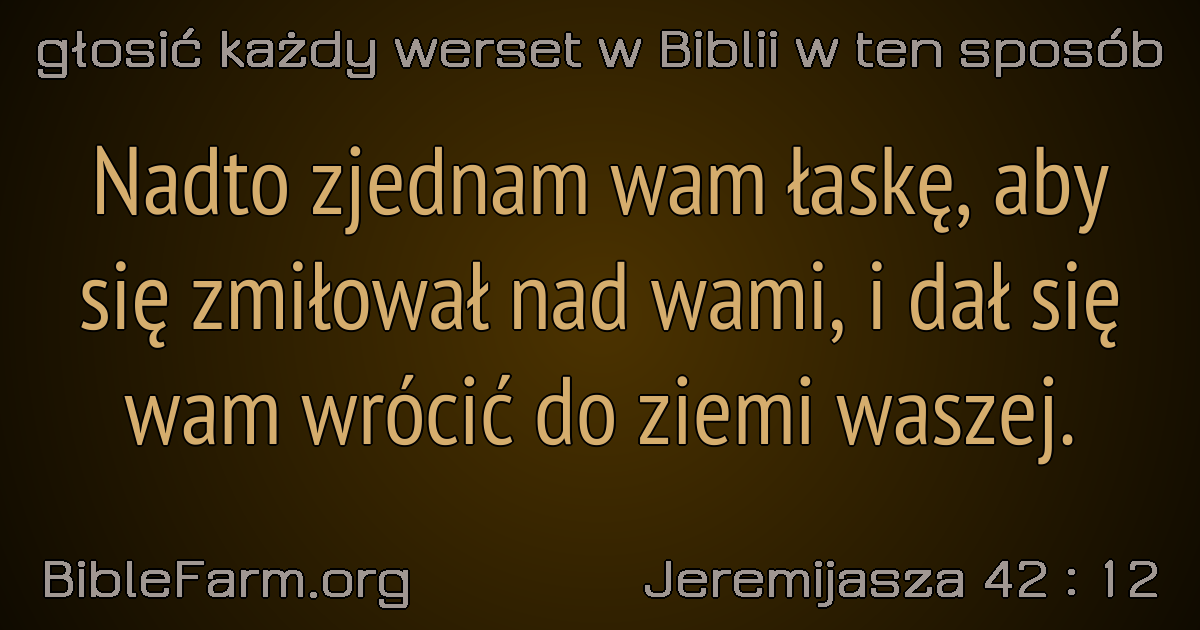 głosić każdy werset w Biblii w ten sposób
Nadto zjednam wam łaskę, aby
się zmiłował nad wami, i dał się
wam wrócić do ziemi waszej.
BibleFarm.org
Jeremijasza 42 : 12